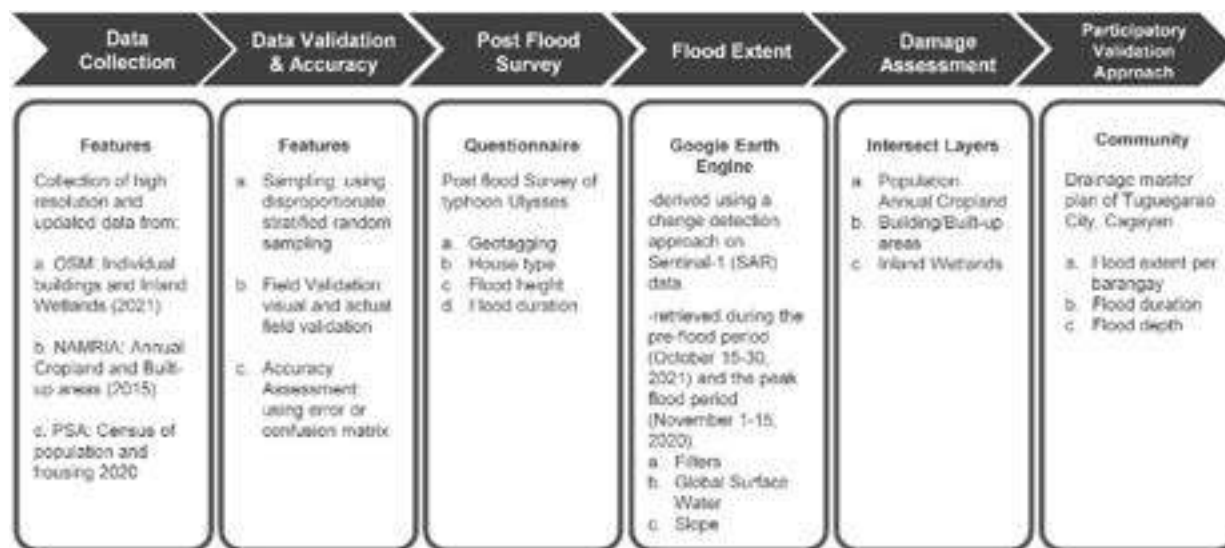 Data
Collection
Data Validation
& Accuracy
Post Flood
Survey
Flood Extent
Damage
Assessment
Participatory
Validation
Approach
Features
Collection of high
resolution and
updated data from:
a. OSM: Individual
buildings and Inland
Wetlands (2021)
b. NAMRIA: Annual
Cropland and Built-
up areas (2015)
c. PSA: Census of
population and
housing 2020
Features
a. Sampling: using
disproportionate
stratified random
sampling
b. Field Validation
visual and actual
field validation
c. Accuracy
Assessment:
using error or
confusion matrix
Questionnaire
Post flood Survey of
typhoon Ulysses
a. Geotagging
b. House type
c. Flood height
d. Flood duration
Google Earth
Engine
-derived using a
change detection
approach on
Sentinal-1 (SAR)
data
-retrieved during the
pre-flood period
(October 15-30,
2021) and the peak
flood period
(November 1-15,
2020)
a. Filters
b. Global Surface
Water
c. Slope
Intersect Layers
a. Population
Annual Cropland
b. Building/Built-up
areas
c. Inland Wetlands
Community
Drainage master
plan of Tuguegarao
City, Cagayan
a. Flood extent per
barangay
b. Flood duration
c. Flood depth